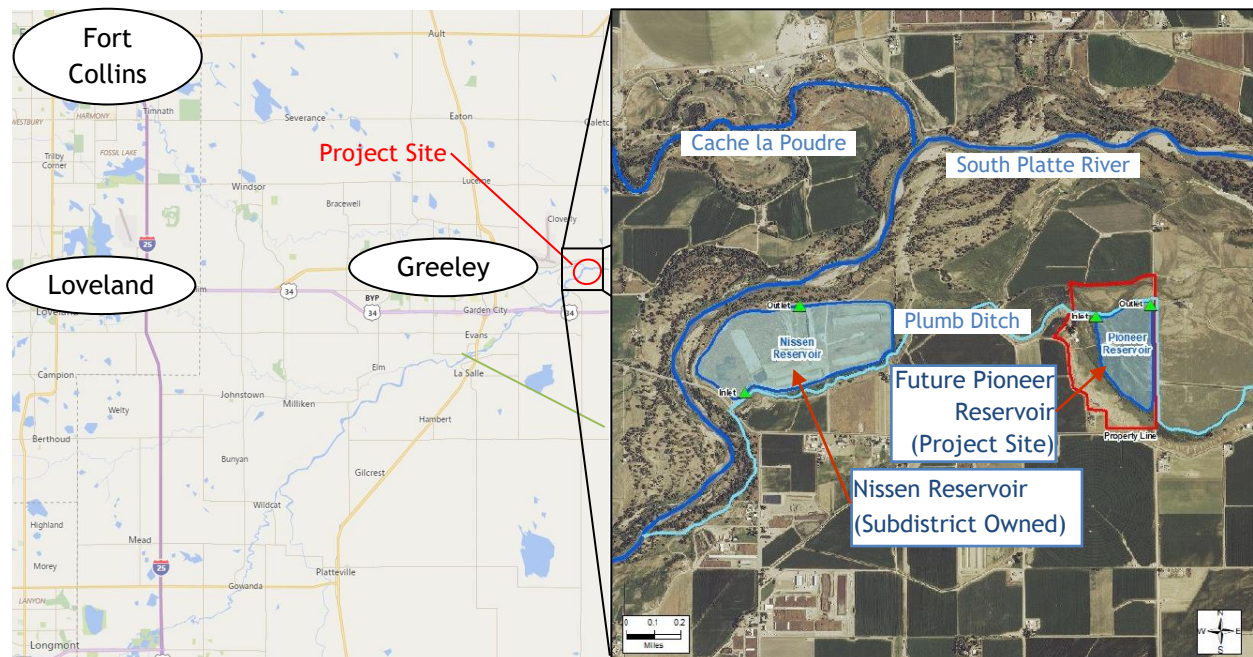 Fort
Collins
Ault
Timnath
WESTBURY
HARMONY
Severance
Eaton
Galeton
FOSSIL LAKE
Trilby
Corner
Project Site
Lucerne
Windsor
Bracewell
Cloverly
25
Loveland
Greeley
34
BYP
34
34
Garden City
Evans
Elm
La Salle
Campion
Johnstown
Milliken
Welty
Hambert
Berthoud
Bunyan
Gilcrest
Wildcat
Highland
Mead
Morey
25
Platteville
LANYON
Gowanda
Longmont
Cache la Poudre
South Platte River
Outlet
Nissen
Reservoir
Inlet
Plumb Ditch
Inlet
Outlet
Pioneer
Reservoir
Future Pioneer
Reservoir
(Project Site)
Property Line
Nissen Reservoir
(Subdistrict Owned)
0 0.1 0.2
Miles
N
W E
S